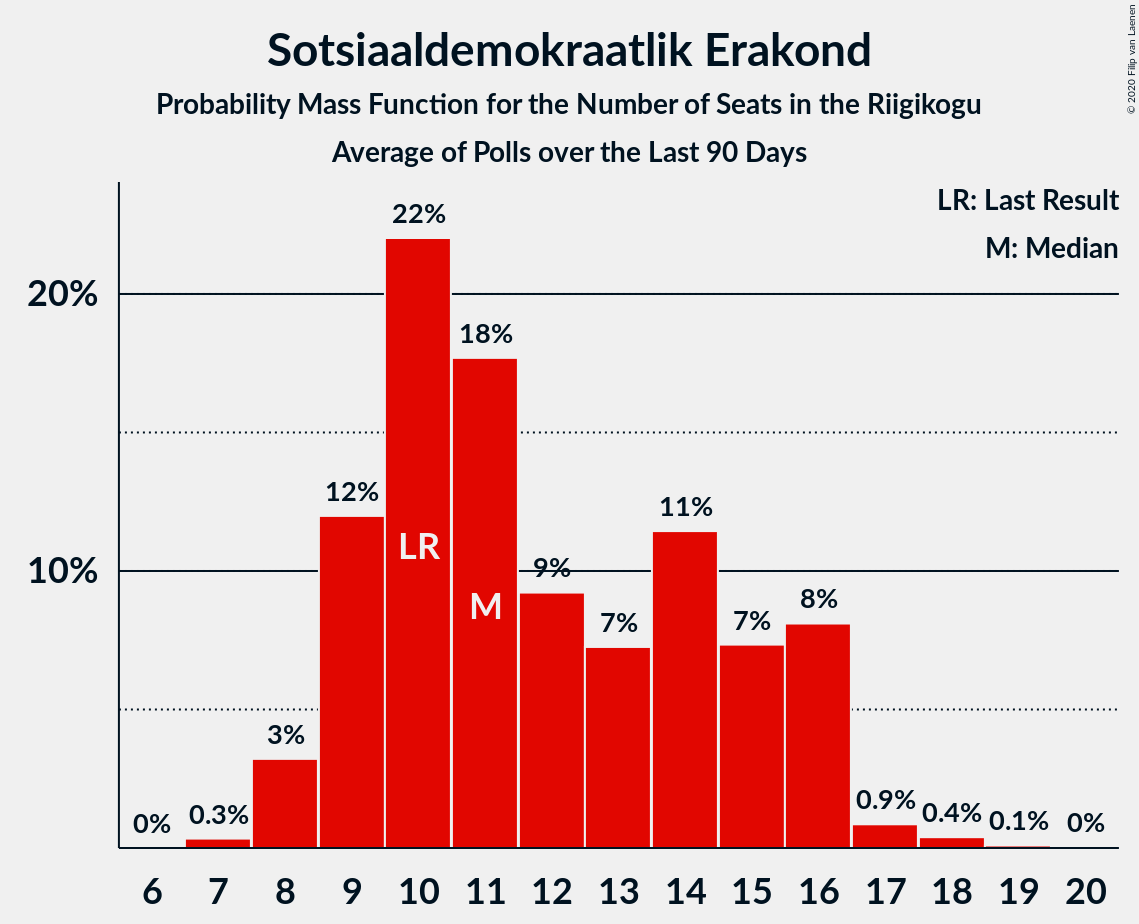 Sotsiaaldemokraatlik Erakond
Probability Mass Function for the Number of Seats in the Riigikogu
Average of Polls over the Last 90 Days
© 2020 Filip van Laenen
LR: Last Result
M: Median
20%
10%
0%
0.3%
3%
12%
22%
18%
9%
7%
11%
7%
8%
0.9%
0.4%
0.1%
0%
LR
M
6 7 8 9 10 11 12 13 14 15 16 17 18 19 20